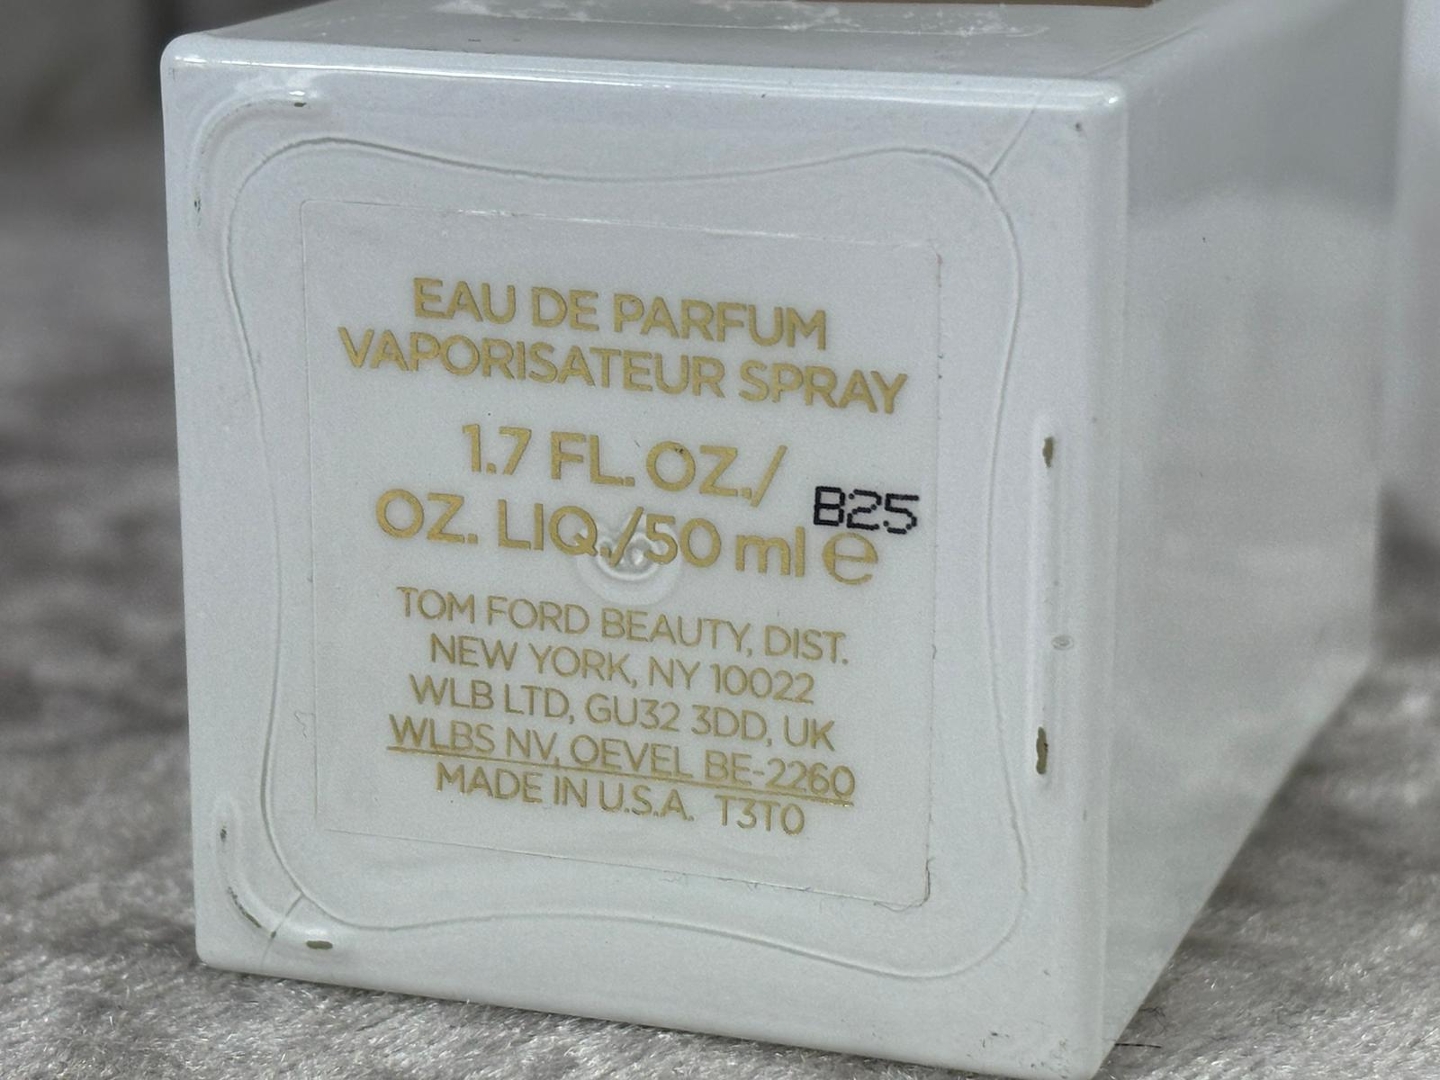 EAU DE PARFUM
VAPORISATEUR SPRAY
1.7 FL. OZ./
OZ. LIQ./50 ml ℮
B25
TOM FORD BEAUTY, DIST.
NEW YORK, NY 10022
WLB LTD, GU32 3DD, UK
WLBS NV, OEVEL BE-2260
MADE IN U.S.A. T3T0